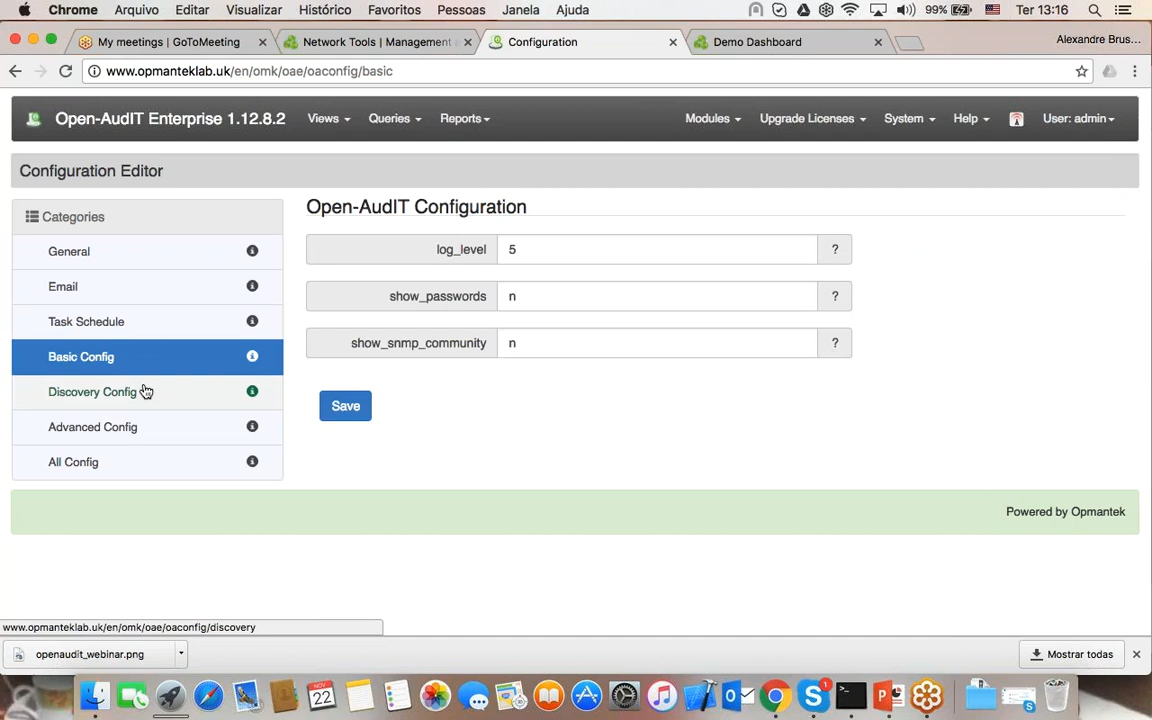 Chrome Arquivo Editar Visualizar Histórico Favoritos Pessoas Janela Ajuda 99% Ter 13:16
My meetings | GoToMeeting Network Tools | Management Configuration Demo Dashboard Alexandre Brus...
www.opmanteklab.uk/en/omk/oae/oaconfig/basic
Open-AudIT Enterprise 1.12.8.2 Views Queries Reports Modules Upgrade Licenses System Help User: admin
Configuration Editor
Categories
General
Email
Task Schedule
Basic Config
Discovery Config
Advanced Config
All Config
Open-AudIT Configuration
log_level 5 ?
show_passwords n ?
show_snmp_community n ?
Save
Powered by Opmantek
www.opmanteklab.uk/en/omk/oae/oaconfig/discovery
openaudit_webinar.png Mostrar todas
NOV
22
1